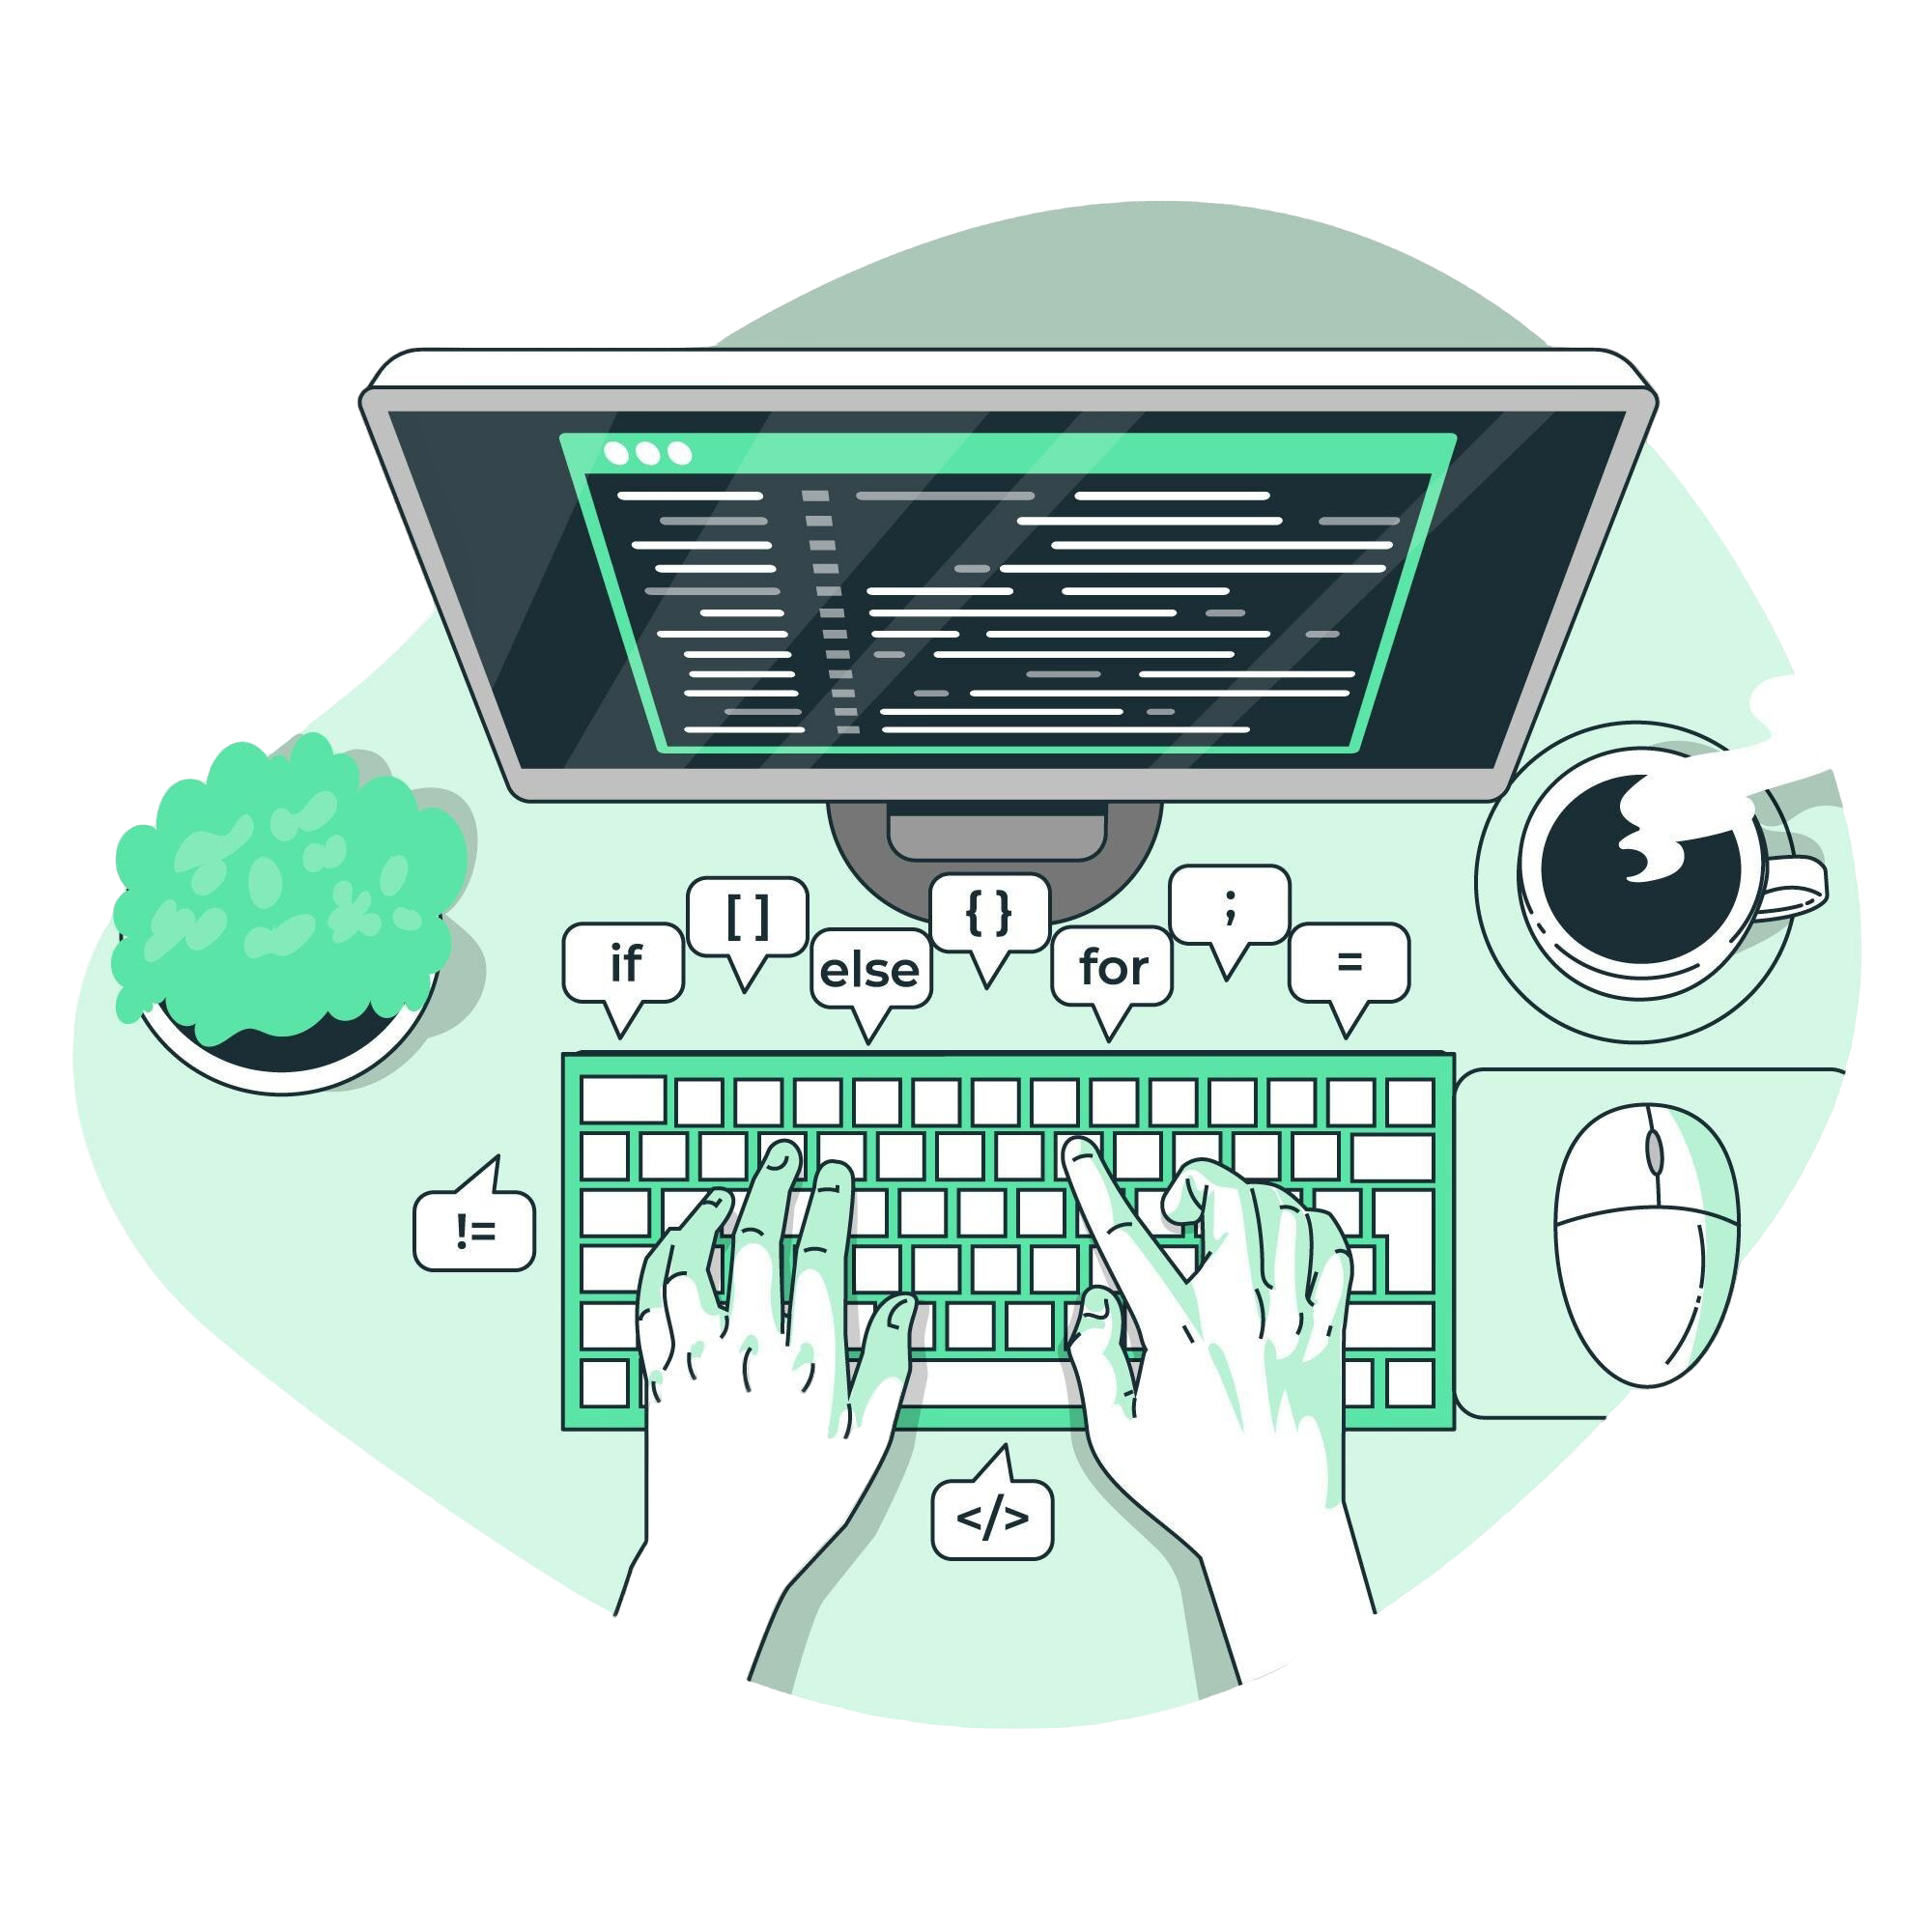 [ ]
{ }
;
if
else
for
=
!=
</>